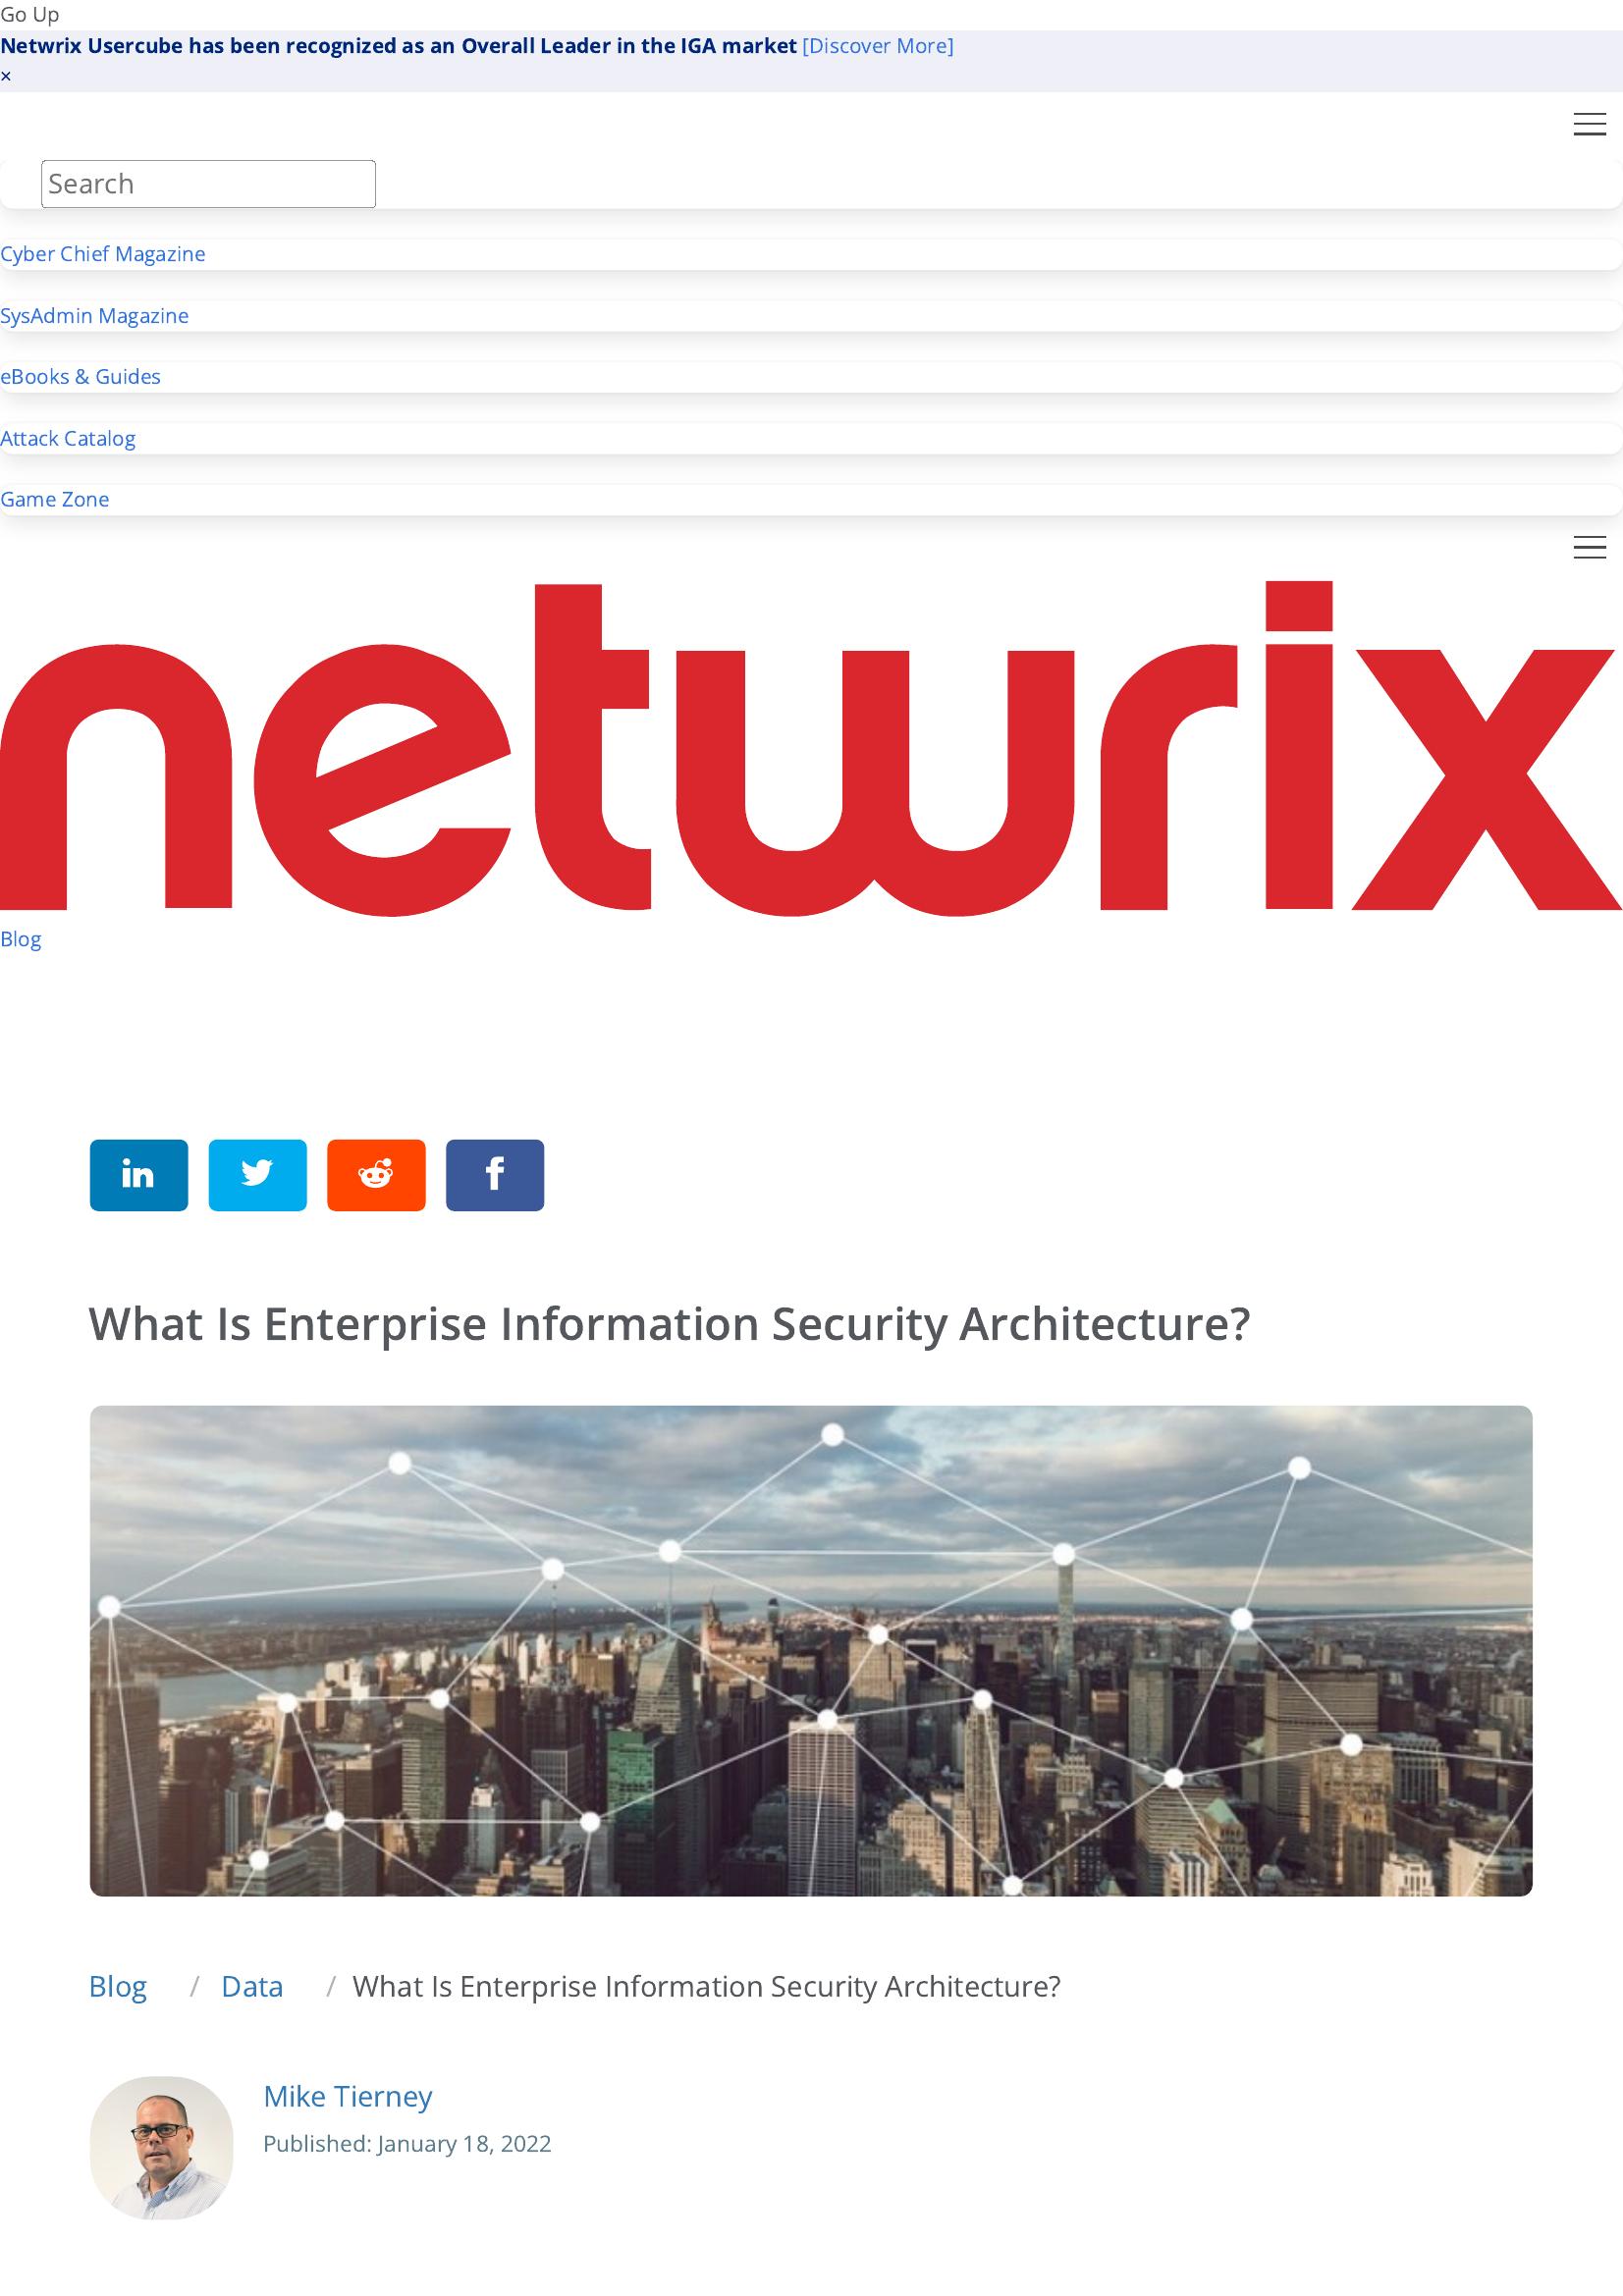 Go Up
Netwrix Usercube has been recognized as an Overall Leader in the IGA market [Discover More]
×
Search
Cyber Chief Magazine
SysAdmin Magazine
eBooks & Guides
Attack Catalog
Game Zone
netwrix
Blog
in
f
What Is Enterprise Information Security Architecture?
Blog / Data / What Is Enterprise Information Security Architecture?
Mike Tierney
Published: January 18, 2022